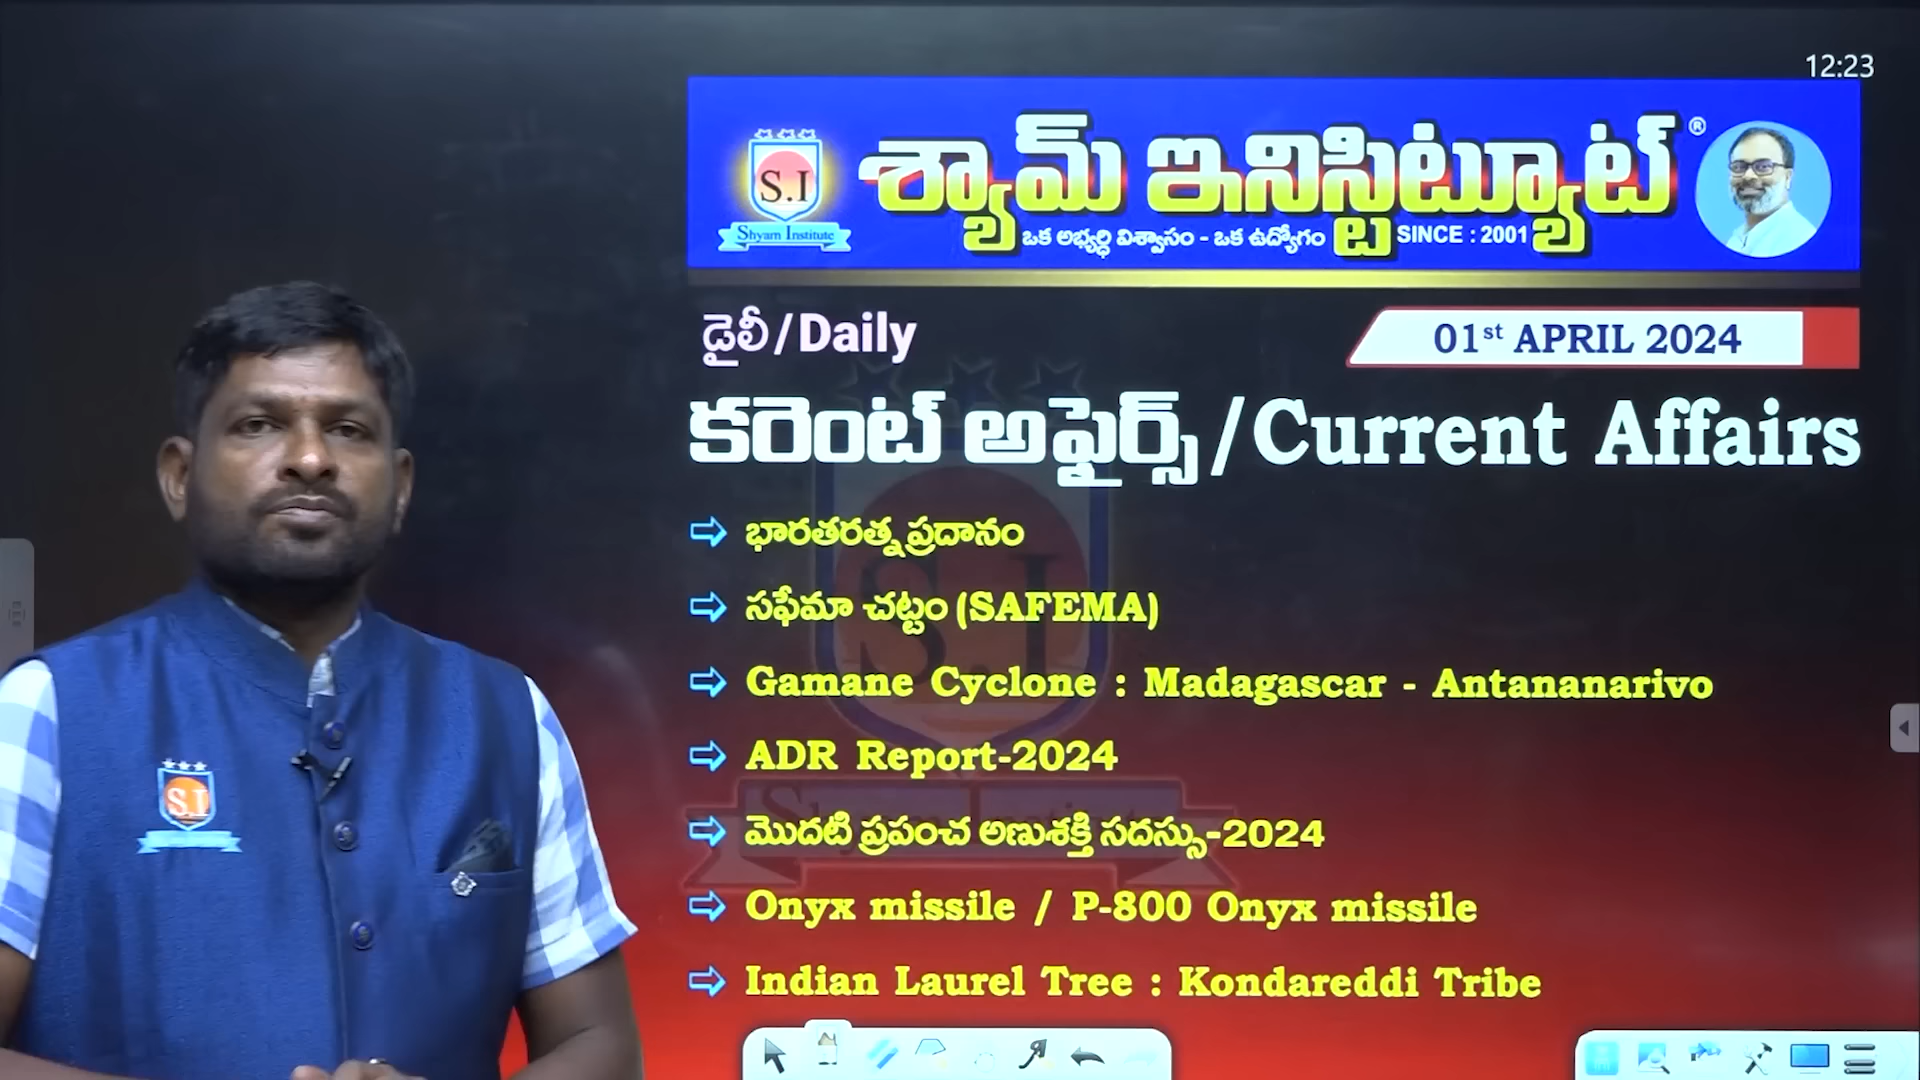 12:23
శ్యామ్ ఇనిస్టిట్యూట్ ®
S.I
Shyam Institute
ఒక అభ్యర్థి విశ్వాసం - ఒక ఉద్యోగం
SINCE : 2001
డైలీ/Daily
01st APRIL 2024
కరెంట్ అఫైర్స్/Current Affairs
భారతరత్న ప్రదానం
సఫేమా చట్టం (SAFEMA)
Gamane Cyclone : Madagascar - Antananarivo
ADR Report-2024
మొదటి ప్రపంచ అణుశక్తి సదస్సు-2024
Onyx missile / P-800 Onyx missile
Indian Laurel Tree : Kondareddi Tribe
S.I
Shyam Institute
S.I